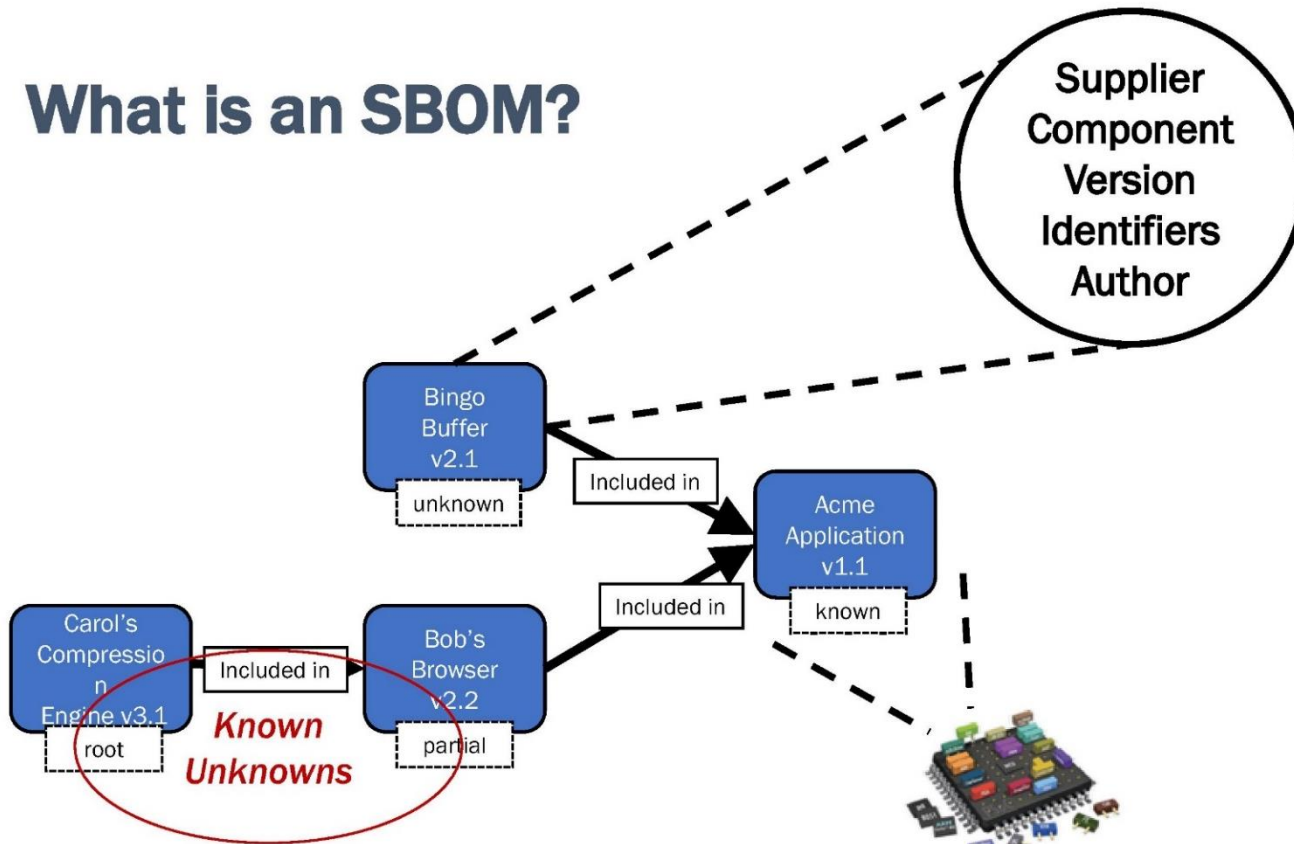 What is an SBOM?
Supplier
Component
Version
Identifiers
Author
Bingo
Buffer
v2.1
unknown
Included in
Acme
Application
v1.1
known
Included in
Carol's
Compressio
n
Engine v3.1
root
Included in
Bob's
Browser
v2.2
partial
Known
Unknowns